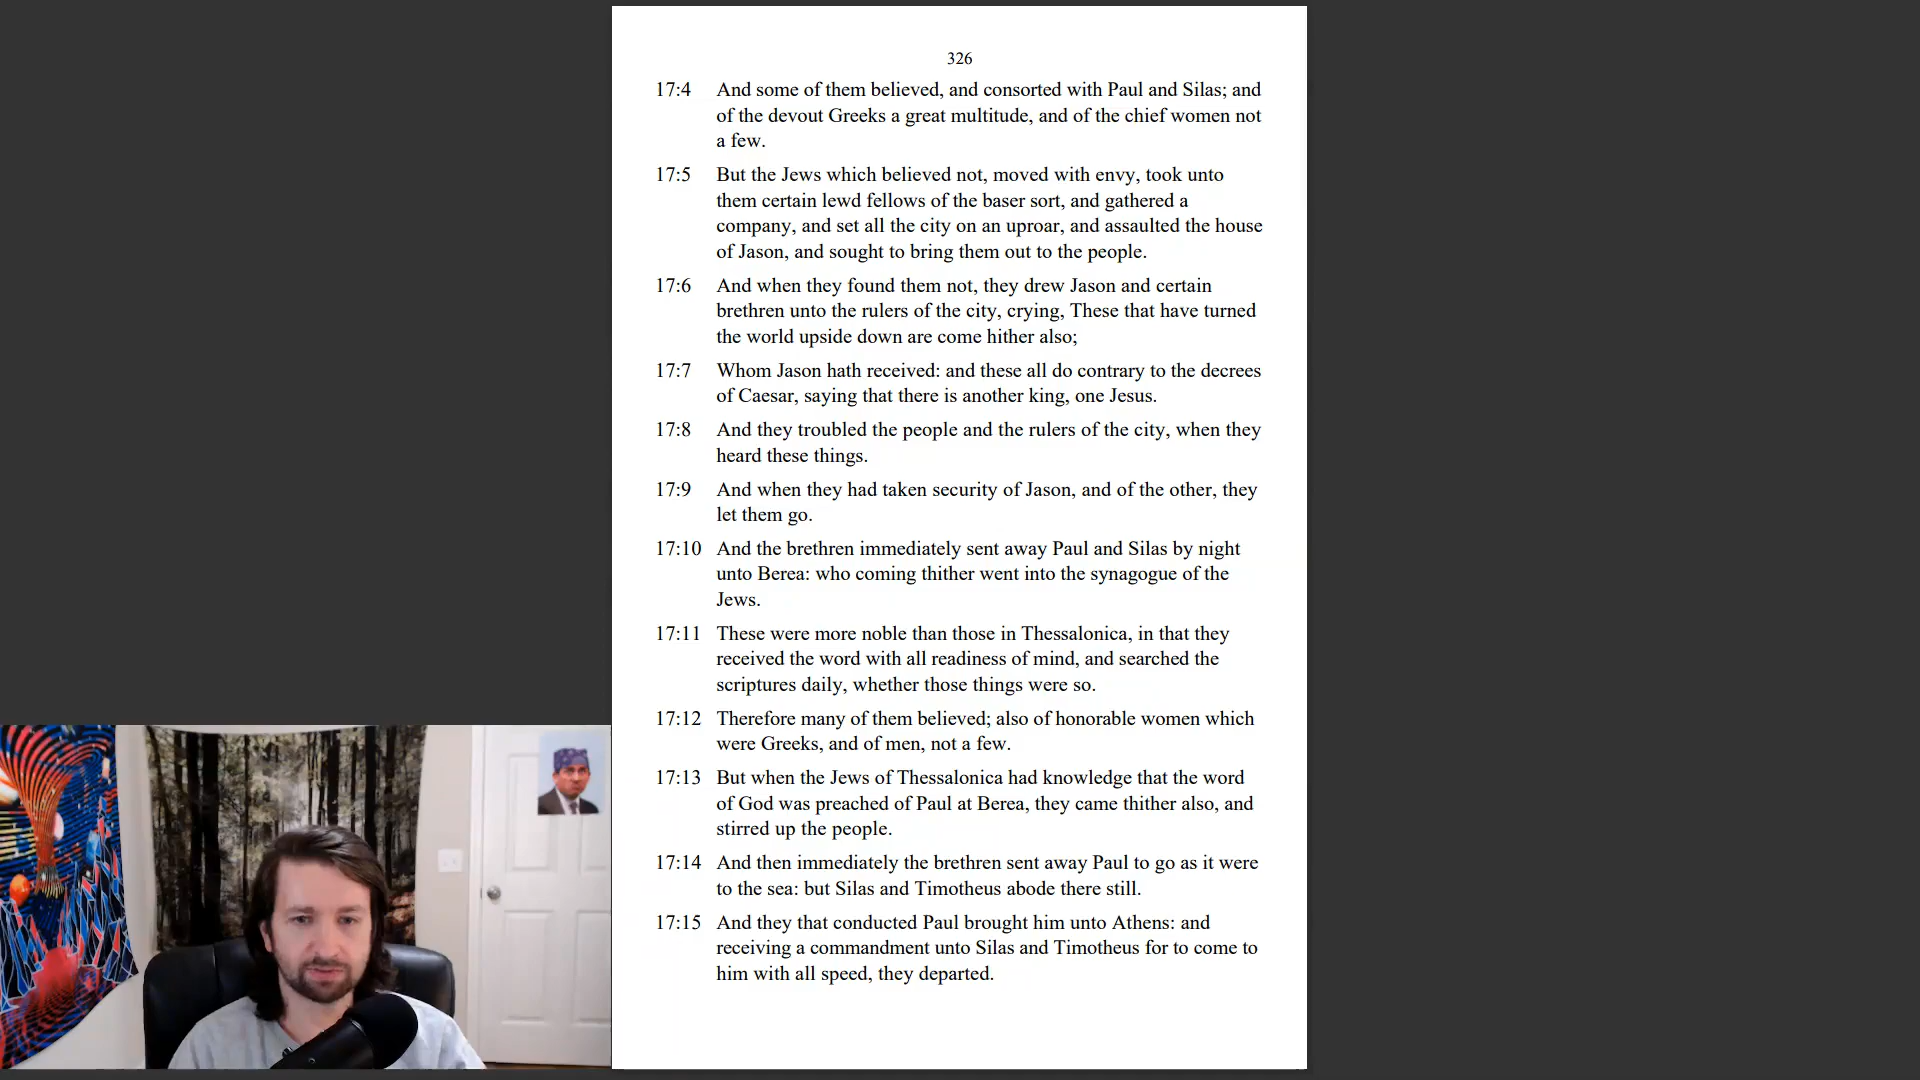 326
17:4 And some of them believed, and consorted with Paul and Silas; and
of the devout Greeks a great multitude, and of the chief women not
a few.
17:5 But the Jews which believed not, moved with envy, took unto
them certain lewd fellows of the baser sort, and gathered a
company, and set all the city on an uproar, and assaulted the house
of Jason, and sought to bring them out to the people.
17:6 And when they found them not, they drew Jason and certain
brethren unto the rulers of the city, crying, These that have turned
the world upside down are come hither also;
17:7 Whom Jason hath received: and these all do contrary to the decrees
of Caesar, saying that there is another king, one Jesus.
17:8 And they troubled the people and the rulers of the city, when they
heard these things.
17:9 And when they had taken security of Jason, and of the other, they
let them go.
17:10 And the brethren immediately sent away Paul and Silas by night
unto Berea: who coming thither went into the synagogue of the
Jews.
17:11 These were more noble than those in Thessalonica, in that they
received the word with all readiness of mind, and searched the
scriptures daily, whether those things were so.
17:12 Therefore many of them believed; also of honorable women which
were Greeks, and of men, not a few.
17:13 But when the Jews of Thessalonica had knowledge that the word
of God was preached of Paul at Berea, they came thither also, and
stirred up the people.
17:14 And then immediately the brethren sent away Paul to go as it were
to the sea: but Silas and Timotheus abode there still.
17:15 And they that conducted Paul brought him unto Athens: and
receiving a commandment unto Silas and Timotheus for to come to
him with all speed, they departed.